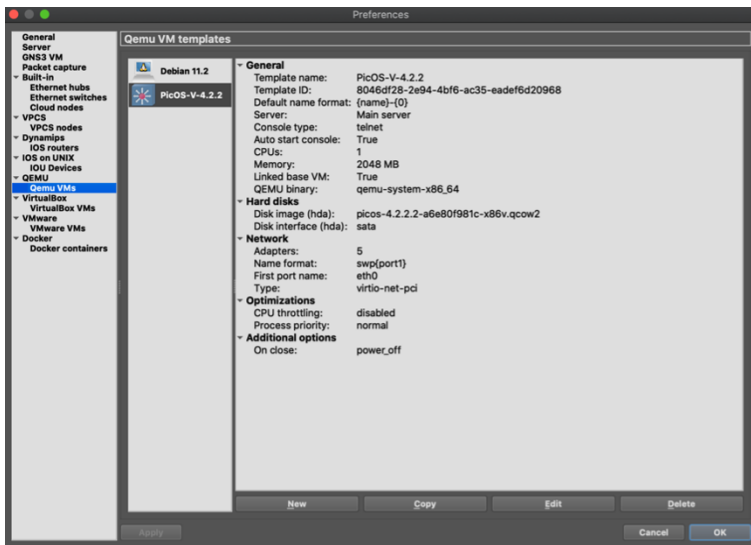 Preferences
General
Server
GNS3 VM
Packet capture
Built-in
Ethernet hubs
Ethernet switches
Cloud nodes
VPCS
VPCS nodes
Dynamips
IOS routers
IOS on UNIX
IOU Devices
QEMU
Qemu VMs
VirtualBox
VirtualBox VMs
VMware
VMware VMs
Docker
Docker containers
Qemu VM templates
Debian 11.2
PicOS-V-4.2.2
General
Template name: PicOS-V-4.2.2
Template ID: 8046df28-2e94-4bf6-ac35-eadef6d20968
Default name format: {name}-{0}
Server: Main server
Console type: telnet
Auto start console: True
CPUs: 1
Memory: 2048 MB
Linked base VM: True
QEMU binary: qemu-system-x86_64
Hard disks
Disk image (hda): picos-4.2.2.2-a6e80f981c-x86v.qcow2
Disk interface (hda): sata
Network
Adapters: 5
Name format: swp{port1}
First port name: eth0
Type: virtio-net-pci
Optimizations
CPU throttling: disabled
Process priority: normal
Additional options
On close: power_off
New Copy Edit Delete
Apply Cancel OK